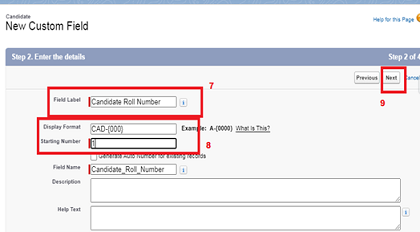 Candidate
New Custom Field
Help for this Page
Step 2. Enter the details
Step 2 of 4
Previous Next Cancel
7
9
Field Label Candidate Roll Number i
Display Format CAD-{000} Example: A-{0000} What Is This?
Starting Number 1
8
Generate Auto Number for existing records
Field Name Candidate_Roll_Number i
Description
Help Text i